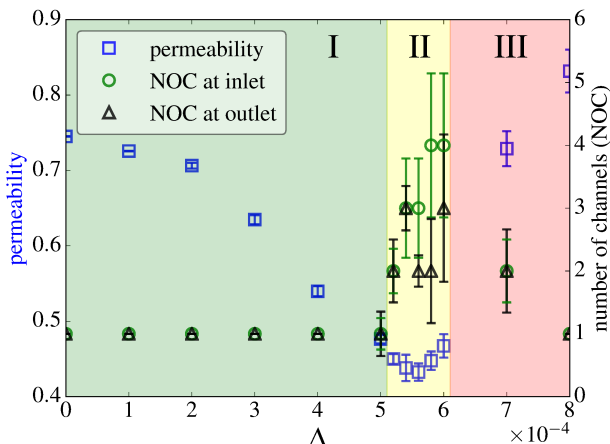 I II III
permeability
NOC at inlet
NOC at outlet
permeability
0.9
0.8
0.7
0.6
0.5
0.4
number of channels (NOC)
6
5
4
3
2
1
0
0 1 2 3 4 5 6 7 8
×10⁻⁴